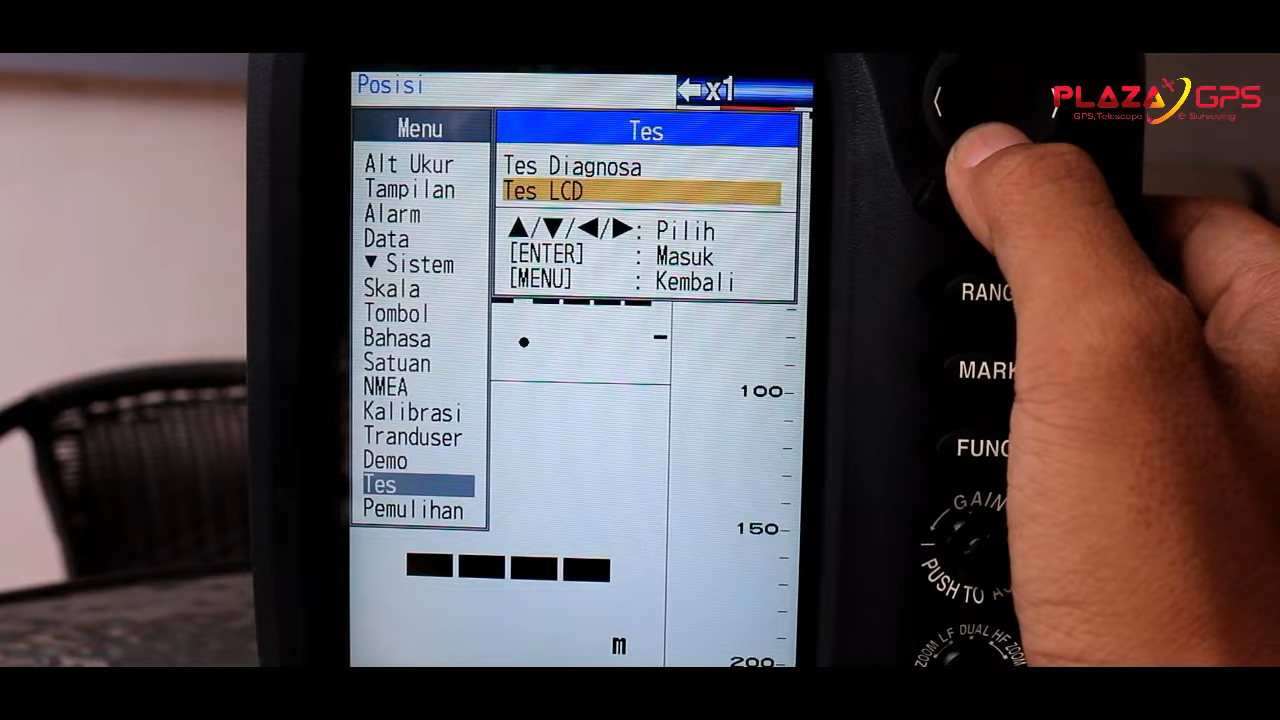 Posisi
←x1
Menu
Alt Ukur
Tampilan
Alarm
Data
▼ Sistem
Skala
Tombol
Bahasa
Satuan
NMEA
Kalibrasi
Tranduser
Demo
Tes
Pemulihan
Tes
Tes Diagnosa
Tes LCD
▲/▼/◀/▶: Pilih
[ENTER] : Masuk
[MENU] : Kembali
100
150
200
m
PLAZA GPS
GPS, Telescope & Surveying
RANG
MARK
FUNC
GAIN
PUSH TO AU
ZOOM LF DUAL HF ZOOM